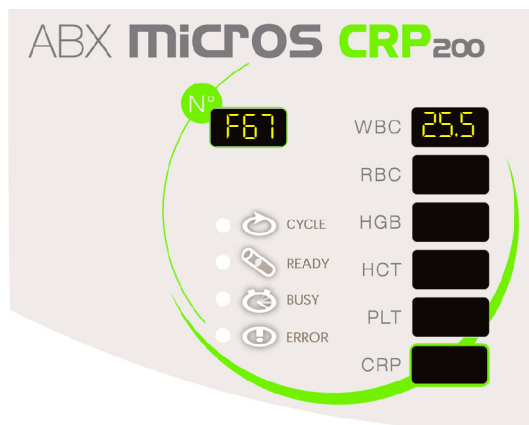 ABX micros CRP200
N°
F67
WBC 25.5
RBC
CYCLE HGB
READY HCT
BUSY PLT
ERROR
CRP